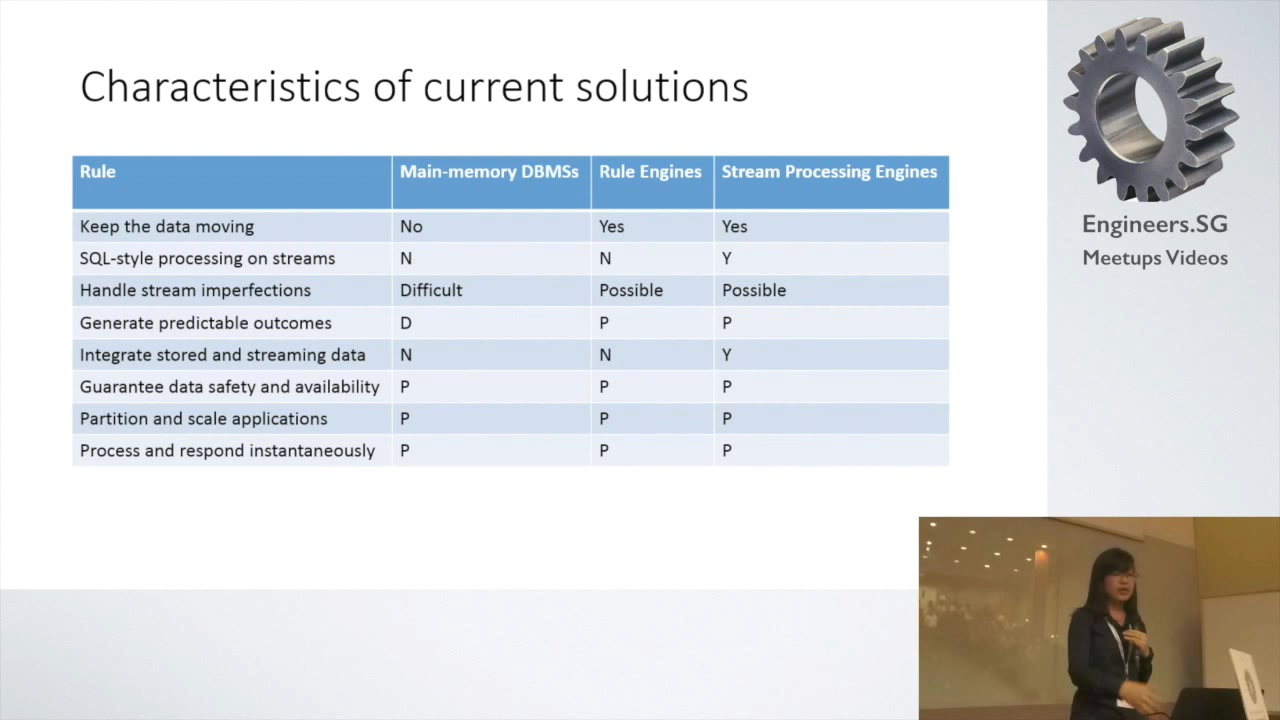 Characteristics of current solutions
Rule Main-memory DBMSs Rule Engines Stream Processing Engines
Keep the data moving No Yes Yes
SQL-style processing on streams N N Y
Handle stream imperfections Difficult Possible Possible
Generate predictable outcomes D P P
Integrate stored and streaming data N N Y
Guarantee data safety and availability P P P
Partition and scale applications P P P
Process and respond instantaneously P P P
Engineers.SG
Meetups Videos